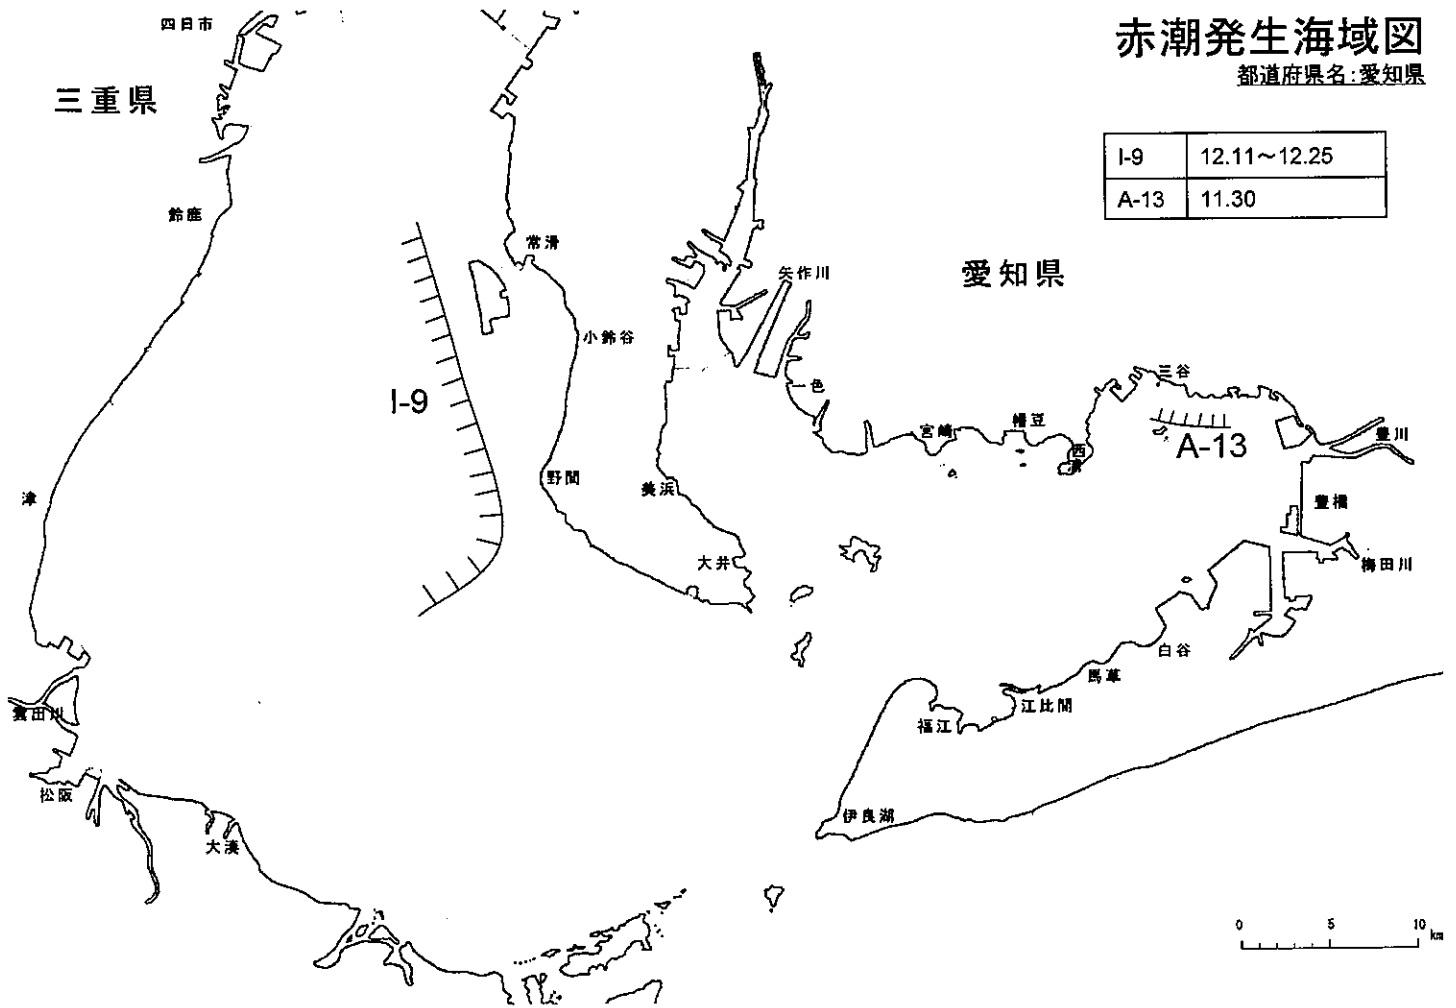 赤潮発生海域図
都道府県名:愛知県
I-9 12.11~12.25
A-13 11.30
四日市
三重県
鈴鹿
常滑
矢作川
愛知県
小鈴谷
I-9
一色
三谷
宮崎
幡豆
西浦
A-13
豊川
津
野間
美浜
豊橋
大井
梅田川
白谷
馬草
雲出川
福江
江比間
松阪
伊良湖
大湊
0 5 10 km